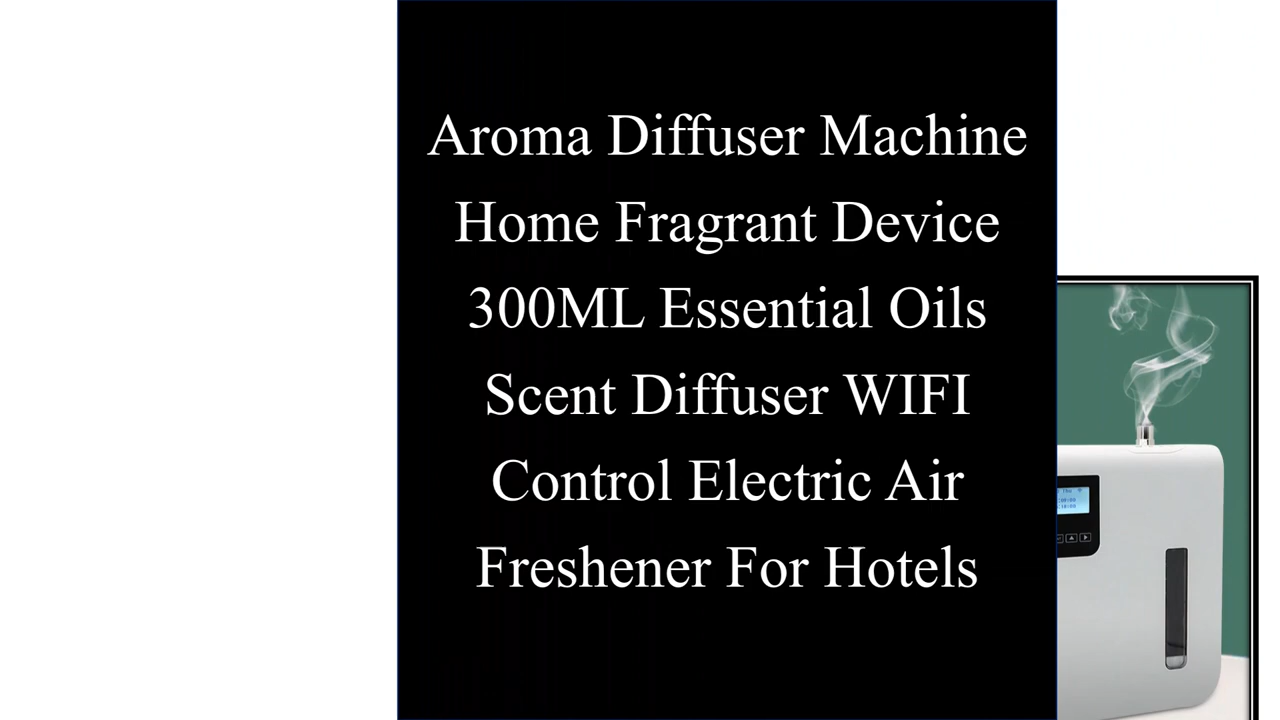 Aroma Diffuser Machine
Home Fragrant Device
300ML Essential Oils
Scent Diffuser WIFI
Control Electric Air
Freshener For Hotels